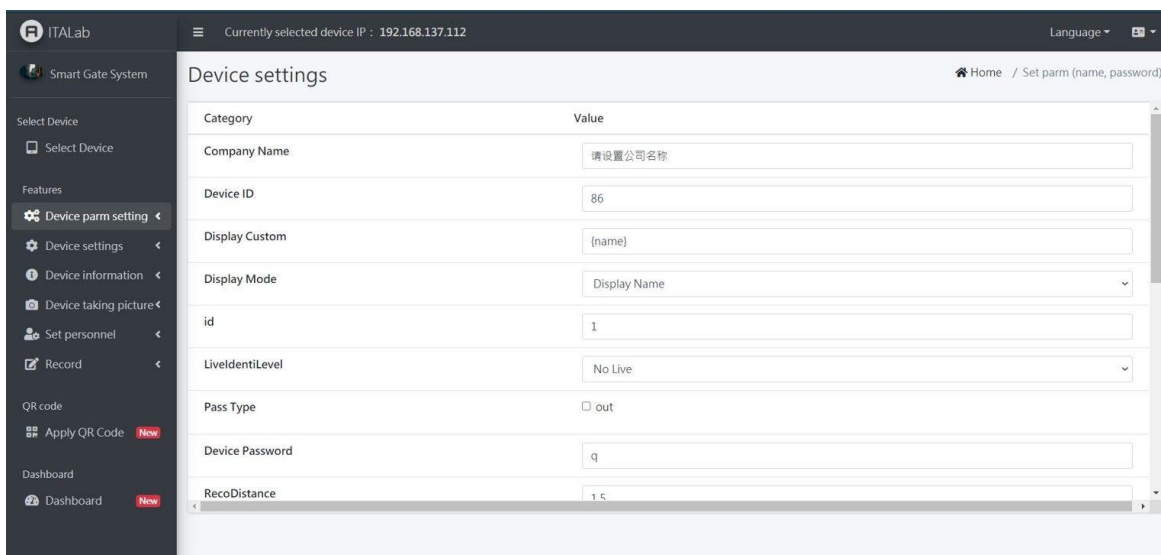 ITALab
Currently selected device IP : 192.168.137.112
Language
Smart Gate System
Device settings
Home / Set parm (name, password)
Select Device
Select Device
Features
Device parm setting
Device settings
Device information
Device taking picture
Set personnel
Record
QR code
Apply QR Code New
Dashboard
Dashboard New
Category Value
Company Name 请设置公司名称
Device ID 86
Display Custom {name}
Display Mode Display Name
id 1
LiveIdentiLevel No Live
Pass Type out
Device Password q
RecoDistance 1.5